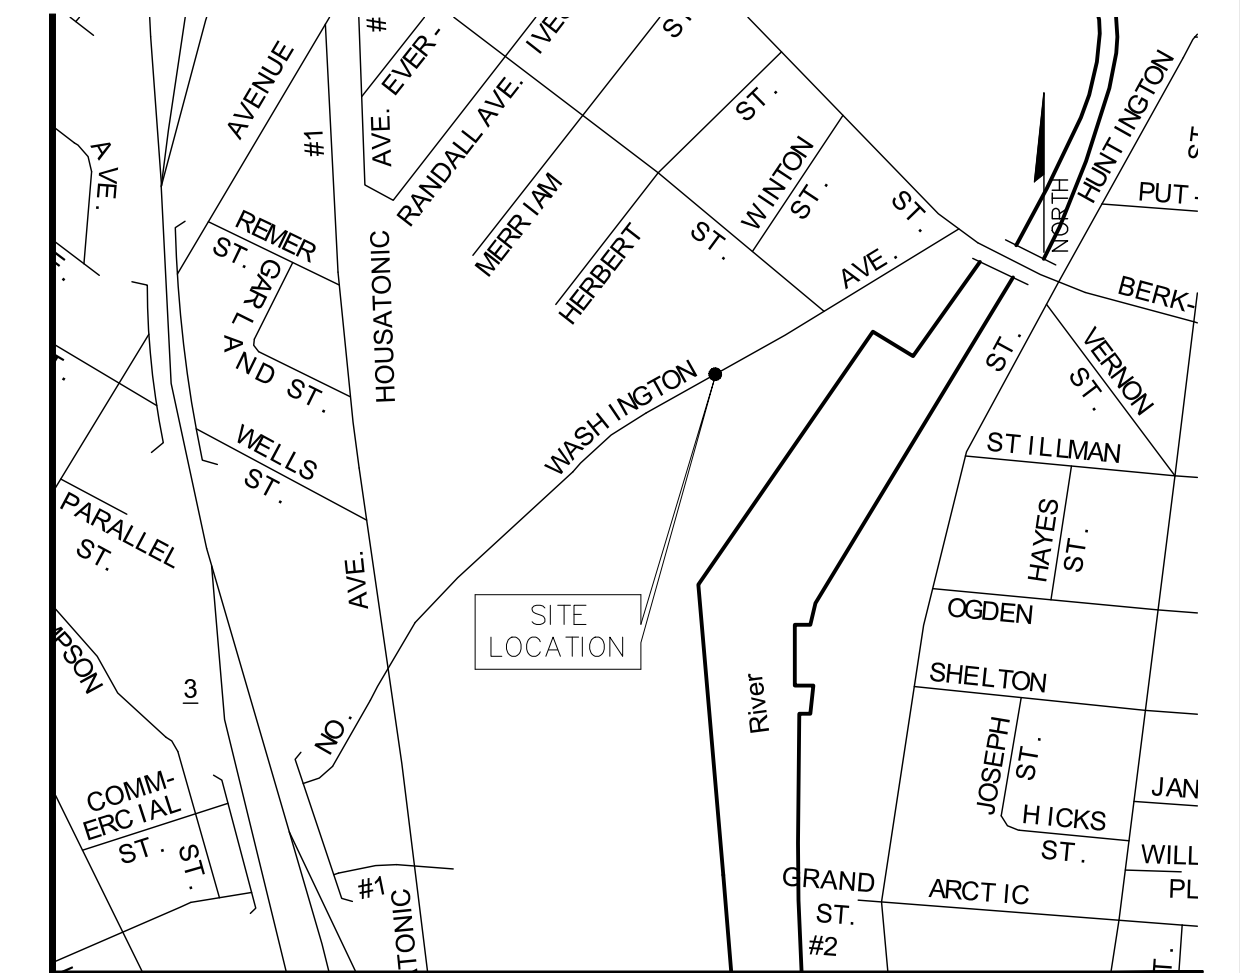 #
IVE
S
EVER-
AVENUE
#1
AVE.
RANDALL AVE.
ST.
HUNTINGTON
AVE.
MERRIAM
WINTON
ST.
NORTH
PUT-
REMER
ST.
GARLAND ST.
HOUSATONIC
HERBERT
ST.
ST.
AVE.
BERK-
WASHINGTON
ST.
VERNON
ST.
WELLS
ST.
STILLMAN
PARALLEL
ST.
AVE.
HAYES
ST.
SITE
LOCATION
OGDEN
MPSON
3
NO.
River
SHELTON
JOSEPH
ST.
COMM-
ERCIAL
ST.
ST.
JAN
HICKS
ST.
WILL
PL
#1
TONIC
GRAND
ST.
#2
ARCTIC
T.